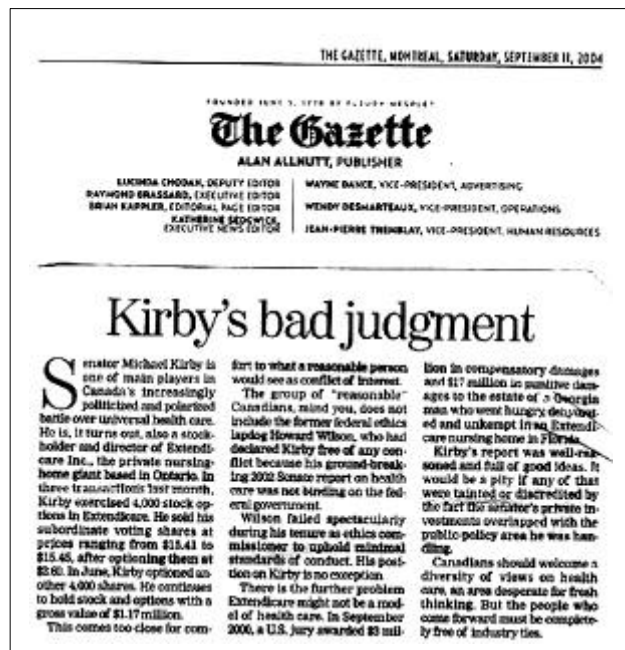 THE GAZETTE, MONTREAL, SATURDAY, SEPTEMBER 11, 2004
FOUNDED JUNE 3, 1778 BY FLEURY MESPLET
The Gazette
ALAN ALLNUTT, PUBLISHER
LUCINDA CHODAN, DEPUTY EDITOR
RAYMOND BRASSARD, EXECUTIVE EDITOR
BRIAN KAPPLER, EDITORIAL PAGE EDITOR
KATHERINE SEDGWICK,
EXECUTIVE NEWS EDITOR
WAYNE DANCE, VICE-PRESIDENT, ADVERTISING
WENDY DESMARTEAUX, VICE-PRESIDENT, OPERATIONS
JEAN-PIERRE TREMBLAY, VICE-PRESIDENT, HUMAN RESOURCES
Kirby's bad judgment
Senator Michael Kirby is
one of main players in
Canada's increasingly
politicized and polarized
battle over universal health care.
He is, it turns out, also a stock-
holder and director of Extendi-
care Inc., the private nursing-
home giant based in Ontario. In
three transactions last month,
Kirby exercised 4,000 stock op-
tions in Extendicare. He sold his
subordinate voting shares at
prices ranging from $15.41 to
$15.45, after optioning them at
In June, Kirby optioned an-
other 4,000 shares. He continues
to hold stock and options with a
gross value of $1.17 million.
This comes too close for com-
fort to what a reasonable person
would see as conflict of interest.
The group of "reasonable"
Canadians, mind you, does not
include the former federal ethics
lapdog Howard Wilson, who had
declared Kirby free of any con-
flict because his ground-break-
ing 2002 Senate report on health
care was not binding on the fed-
eral government.
Wilson failed spectacularly
during his tenure as ethics com-
missioner to uphold minimal
standards of conduct. His posi-
tion on Kirby is no exception.
There is the further problem
Extendicare might not be a mod-
el of health care. In September
2000, a U.S. jury awarded $3 mil-
lion in compensatory damages
and $17 million in punitive dam-
ages to the estate of a Georgia
man who went hungry, dehydrat-
ed and unkempt in an Extendi-
care nursing home in Florida.
Kirby's report was well-rea-
soned and full of good ideas. It
would be a pity if any of that
were tainted or discredited by
the fact the senator's private in-
vestments overlapped with the
public-policy area he was han-
dling.
Canadians should welcome a
diversity of views on health
care, an area desperate for fresh
thinking. But the people who
come forward must be complete-
ly free of industry ties.